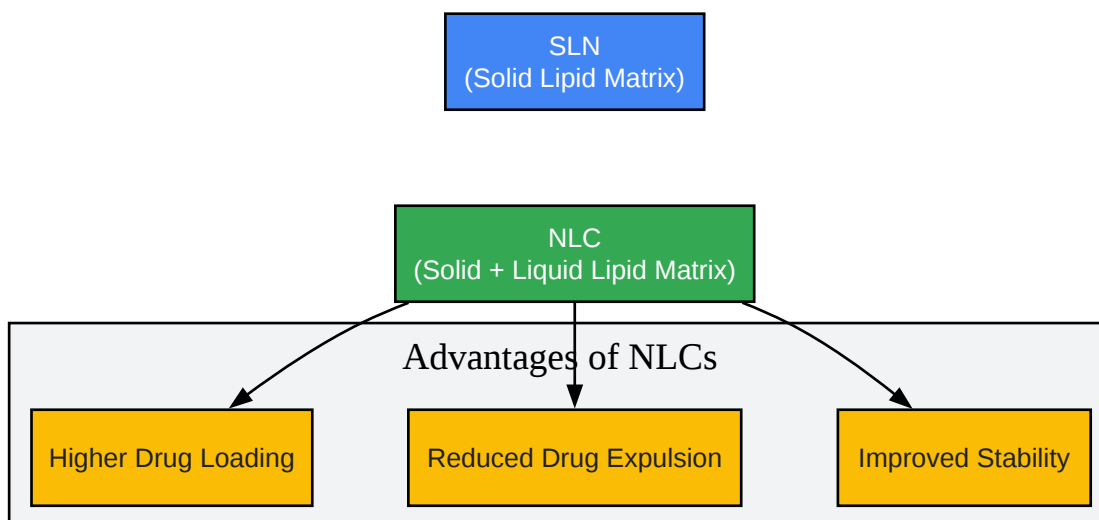 SLN
(Solid Lipid Matrix)
NLC
(Solid + Liquid Lipid Matrix)
Advantages of NLCs
Higher Drug Loading
Reduced Drug Expulsion
Improved Stability